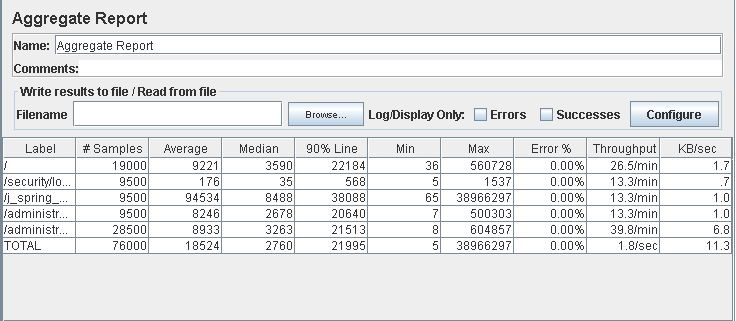 Aggregate Report
Name: Aggregate Report
Comments:
Write results to file / Read from file
Filename Browse... Log/Display Only: Errors Successes Configure
Label # Samples Average Median 90% Line Min Max Error % Throughput KB/sec
/ 19000 9221 3590 22184 36 560728 0.00% 26.5/min 1.7
/security/lo... 9500 176 35 568 5 1537 0.00% 13.3/min .7
/j_spring_... 9500 94534 8488 38088 65 38966297 0.00% 13.3/min 1.0
/administr... 9500 8246 2678 20640 7 500303 0.00% 13.3/min 1.0
/administr... 28500 8933 3263 21513 8 604857 0.00% 39.8/min 6.8
TOTAL 76000 18524 2760 21995 5 38966297 0.00% 1.8/sec 11.3